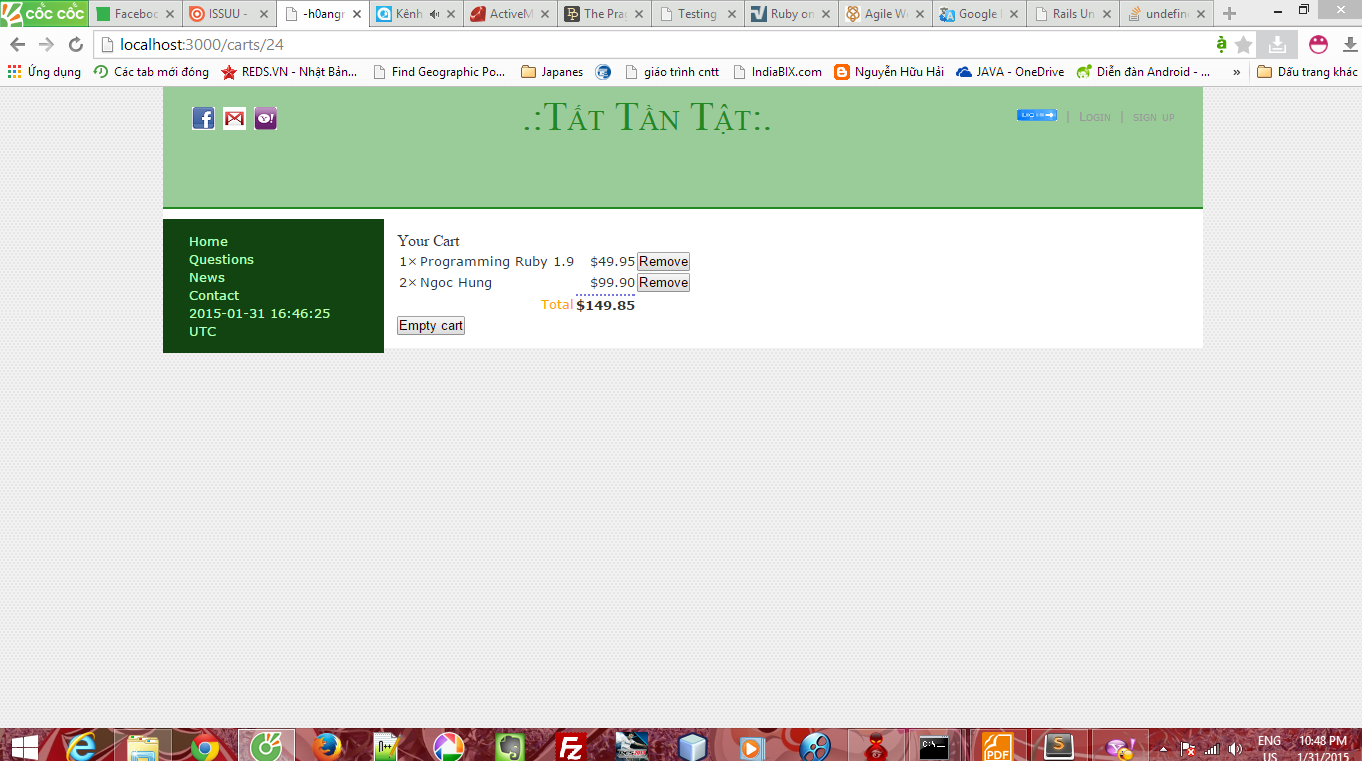 cốc cốc
Faceboo
ISSUU -
-h0angr
Kênh
ActiveM
The Prag
Testing
Ruby on
Agile We
Google
Rails Un
undefine
localhost:3000/carts/24
Ứng dụng
Các tab mới đóng
REDS.VN - Nhật Bản...
Find Geographic Po...
Japanes
giáo trình cntt
IndiaBIX.com
Nguyễn Hữu Hải
JAVA - OneDrive
Diễn đàn Android - ...
»
Dấu trang khác
.:Tất Tần Tật:.
| Login | sign up
Home
Questions
News
Contact
2015-01-31 16:46:25
UTC
Your Cart
1× Programming Ruby 1.9 $49.95 Remove
2× Ngoc Hung $99.90 Remove
Total $149.85
Empty cart
ENG
US
10:48 PM
1/31/2015